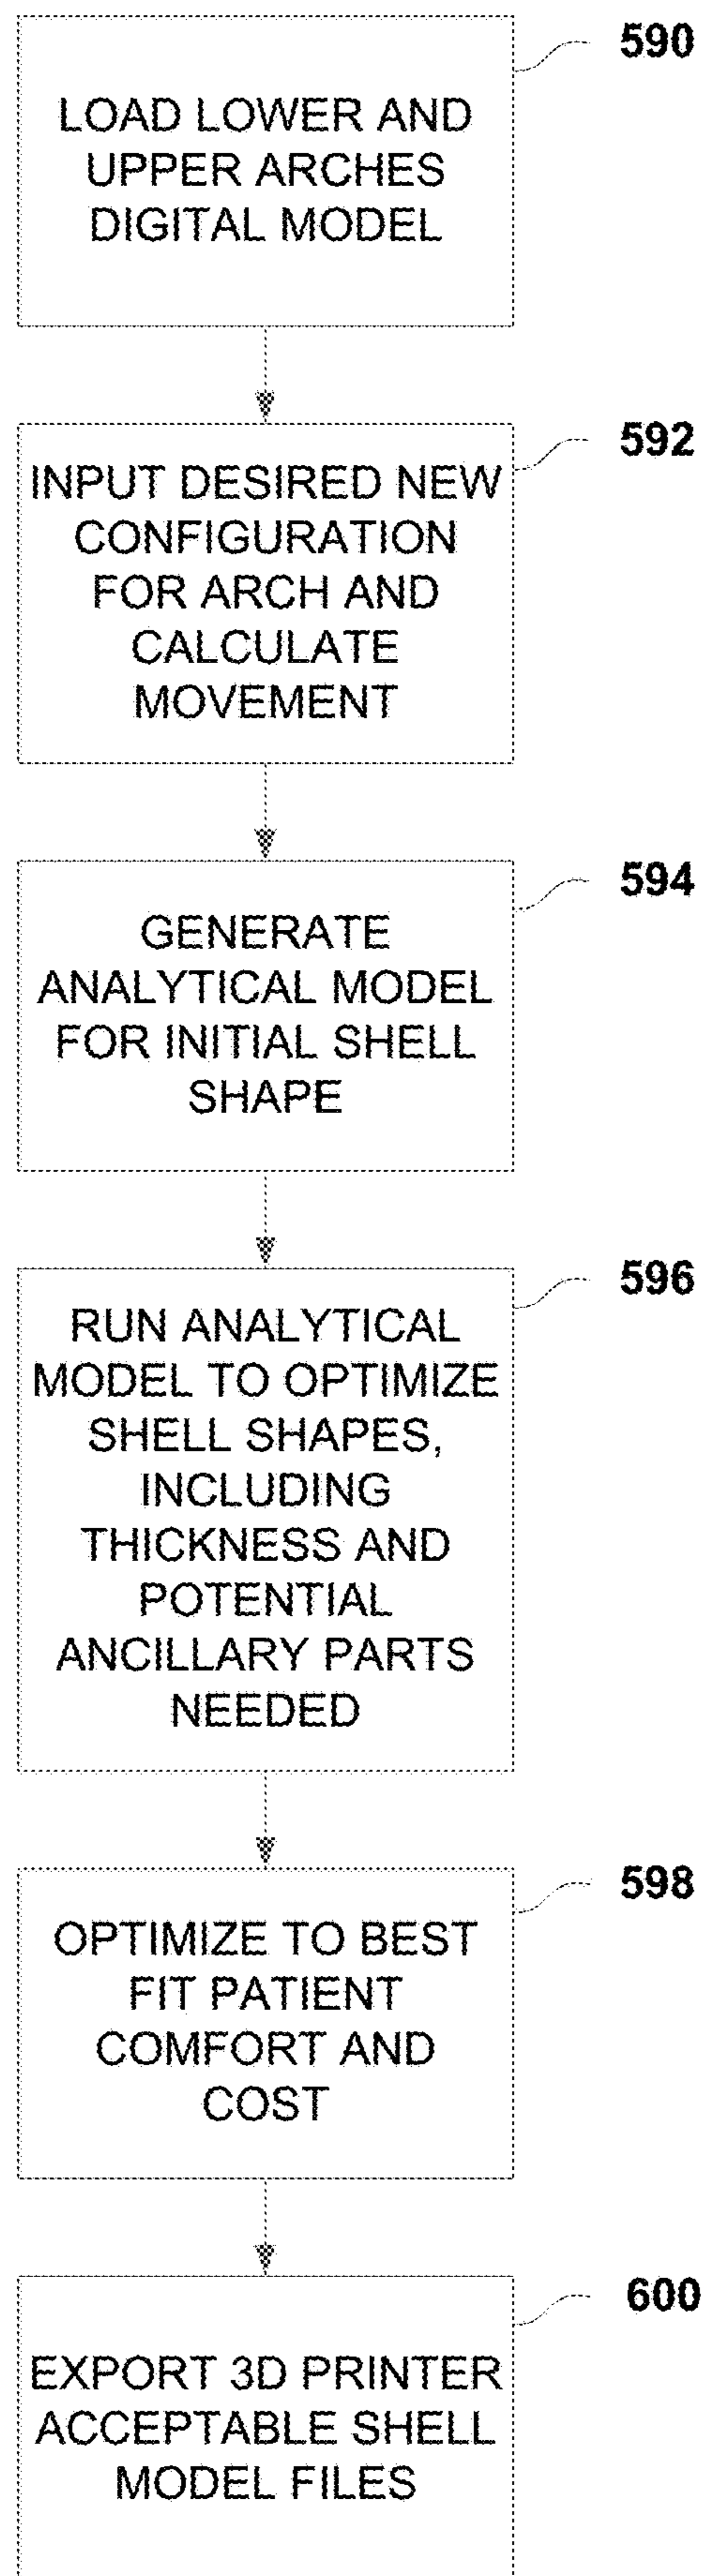 590
LOAD LOWER AND
UPPER ARCHES
DIGITAL MODEL
592
INPUT DESIRED NEW
CONFIGURATION
FOR ARCH AND
CALCULATE
MOVEMENT
594
GENERATE
ANALYTICAL MODEL
FOR INITIAL SHELL
SHAPE
596
RUN ANALYTICAL
MODEL TO OPTIMIZE
SHELL SHAPES,
INCLUDING
THICKNESS AND
POTENTIAL
ANCILLARY PARTS
NEEDED
598
OPTIMIZE TO BEST
FIT PATIENT
COMFORT AND
COST
600
EXPORT 3D PRINTER
ACCEPTABLE SHELL
MODEL FILES